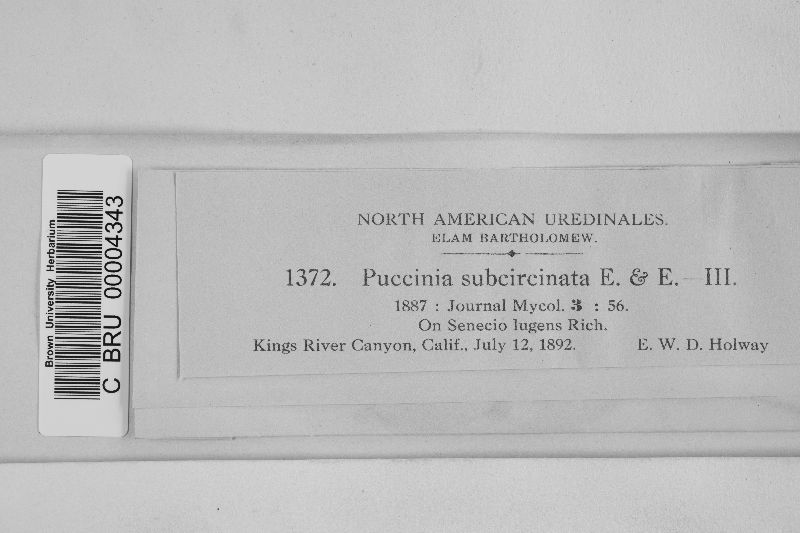 Brown University Herbarium
C BRU 00004343
NORTH AMERICAN UREDINALES.
ELAM BARTHOLOMEW.
1372. Puccinia subcircinata E. & E.—III.
1887 : Journal Mycol. 3 : 56.
On Senecio lugens Rich.
Kings River Canyon, Calif., July 12, 1892. E. W. D. Holway